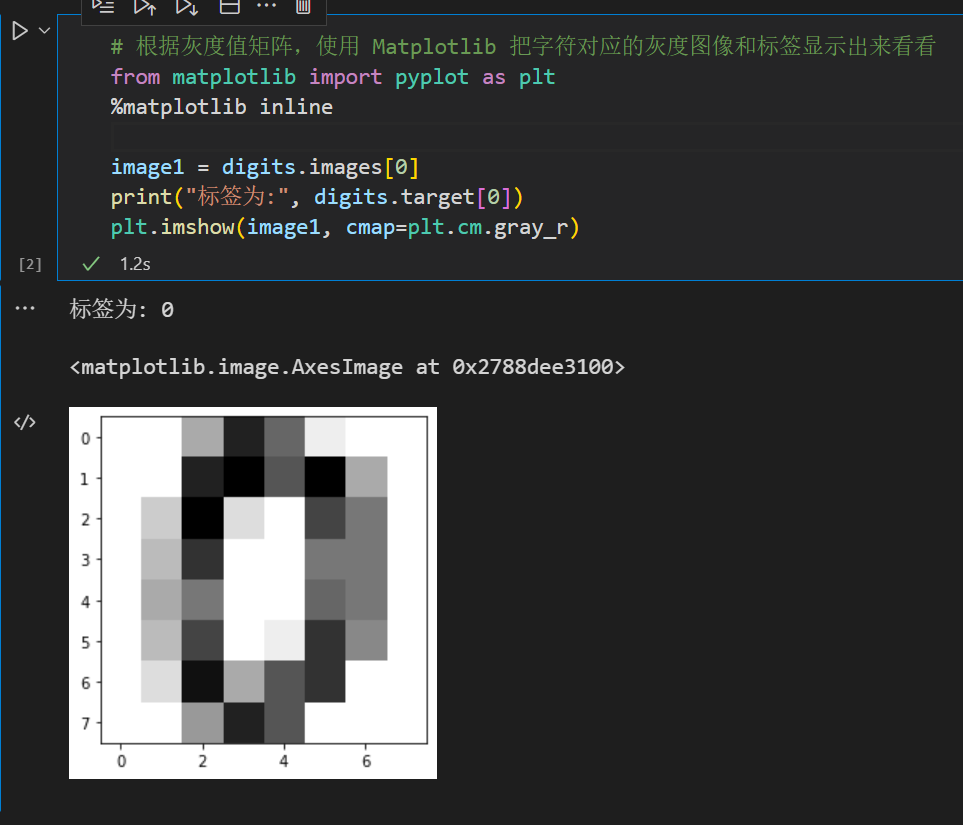 # 根据灰度值矩阵，使用 Matplotlib 把字符对应的灰度图像和标签显示出来看看
from matplotlib import pyplot as plt
%matplotlib inline
image1 = digits.images[0]
print("标签为:", digits.target[0])
plt.imshow(image1, cmap=plt.cm.gray_r)
[2]
1.2s
标签为: 0
<matplotlib.image.AxesImage at 0x2788dee3100>
0
1
2
3
4
5
6
7
0 2 4 6